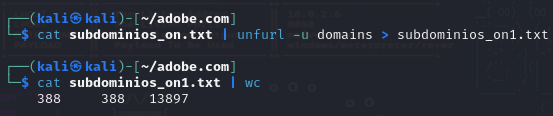 ┌──(kali㉿kali)-[~/adobe.com]
└─$ cat subdominios_on.txt | unfurl -u domains > subdominios_on1.txt
┌──(kali㉿kali)-[~/adobe.com]
└─$ cat subdominios_on1.txt | wc
388 388 13897